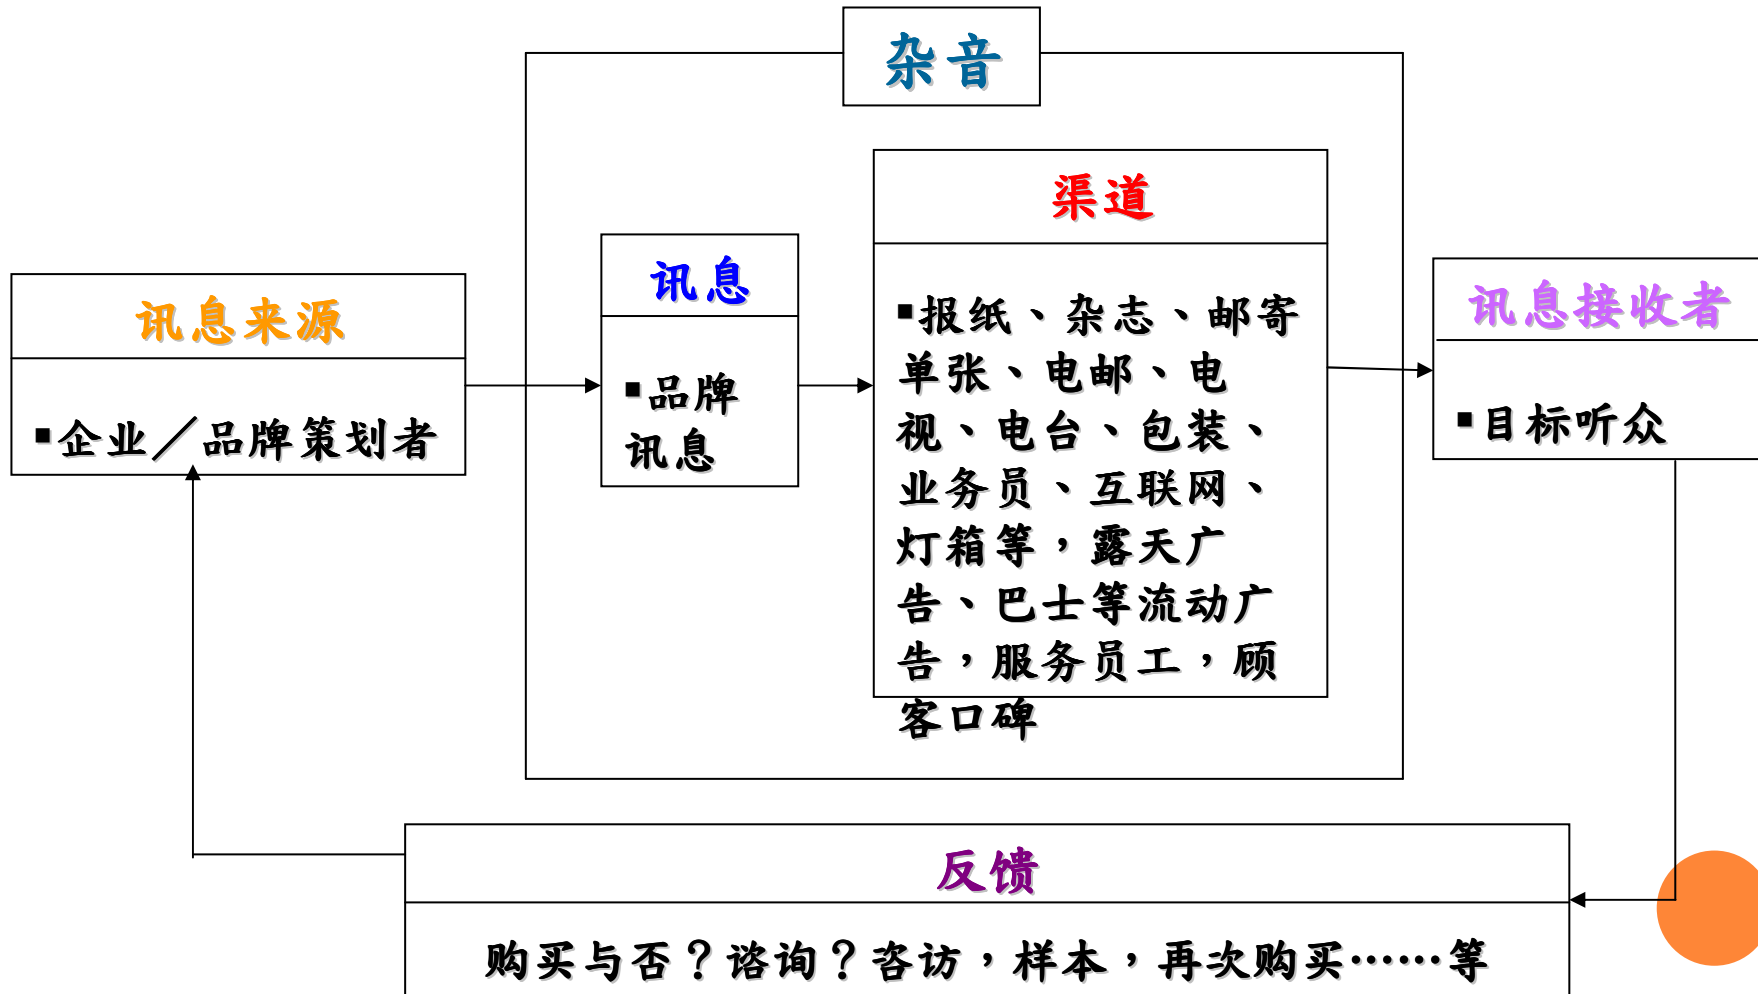 杂音
渠道
讯息
讯息来源
讯息接收者
▪报纸、杂志、邮寄
单张、电邮、电
视、电台、包装、
业务员、互联网、
灯箱等，露天广
告、巴士等流动广
告，服务员工，顾
客口碑
▪品牌
讯息
▪企业／品牌策划者
▪目标听众
反馈
购买与否？谘询？咨访，样本，再次购买……等